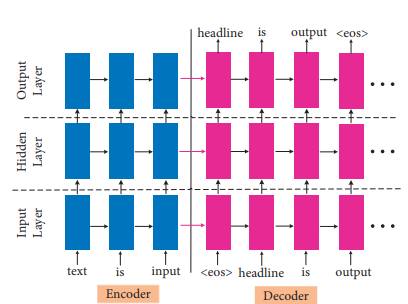 headline is output <eos>
Output Layer
Hidden Layer
Input Layer
text is input <eos> headline is output
Encoder Decoder